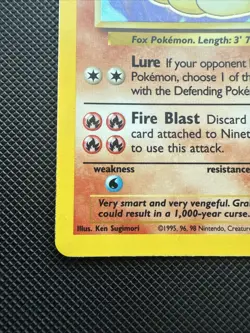 Fox Pokémon. Length: 3' 7
Lure If your opponent
Pokémon, choose 1 of th
with the Defending Poké
Fire Blast Discard
card attached to Ninet
to use this attack.
weakness resistance
Very smart and very vengeful. Gra
could result in a 1,000-year curse.
Illus. Ken Sugimori ©1995, 96, 98 Nintendo, Creature